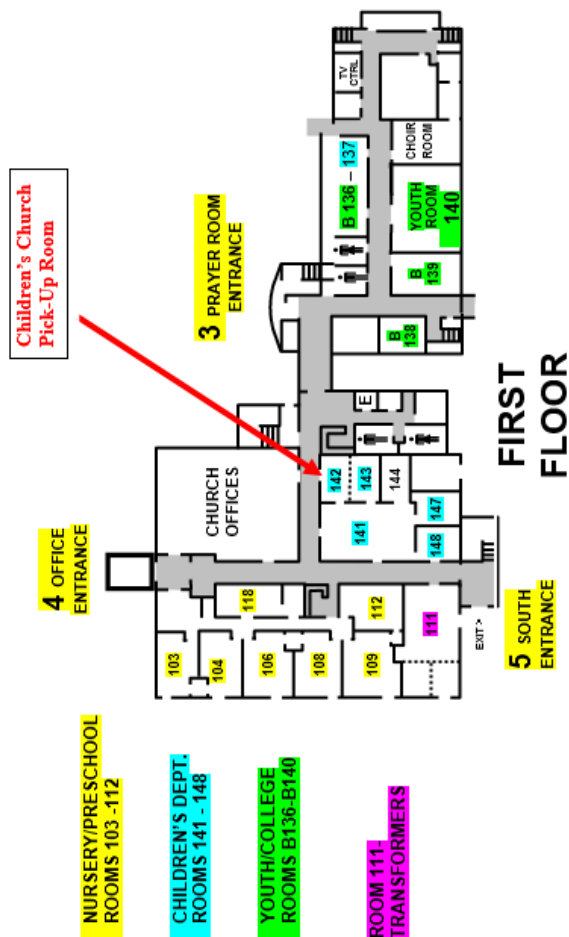 Children's Church
Pick-Up Room
4 OFFICE
ENTRANCE
3 PRAYER ROOM
ENTRANCE
NURSERY/PRESCHOOL
ROOMS 103 -112
CHILDREN'S DEPT.
ROOMS 141 - 148
YOUTH/COLLEGE
ROOMS B136-B140
ROOM 111-
TRANSFORMERS
103
104
106
108
109
118
112
111
CHURCH
OFFICES
142
143
144
141
147
148
E
TV
CTRL
B 136 – 137
CHOIR
ROOM
YOUTH
ROOM
140
B
139
B
138
EXIT >
5 SOUTH
ENTRANCE
FIRST
FLOOR